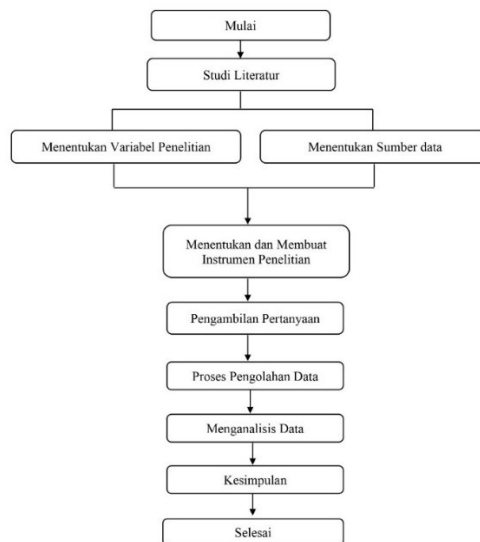 Mulai
Studi Literatur
Menentukan Variabel Penelitian
Menentukan Sumber data
Menentukan dan Membuat
Instrumen Penelitian
Pengambilan Pertanyaan
Proses Pengolahan Data
Menganalisis Data
Kesimpulan
Selesai